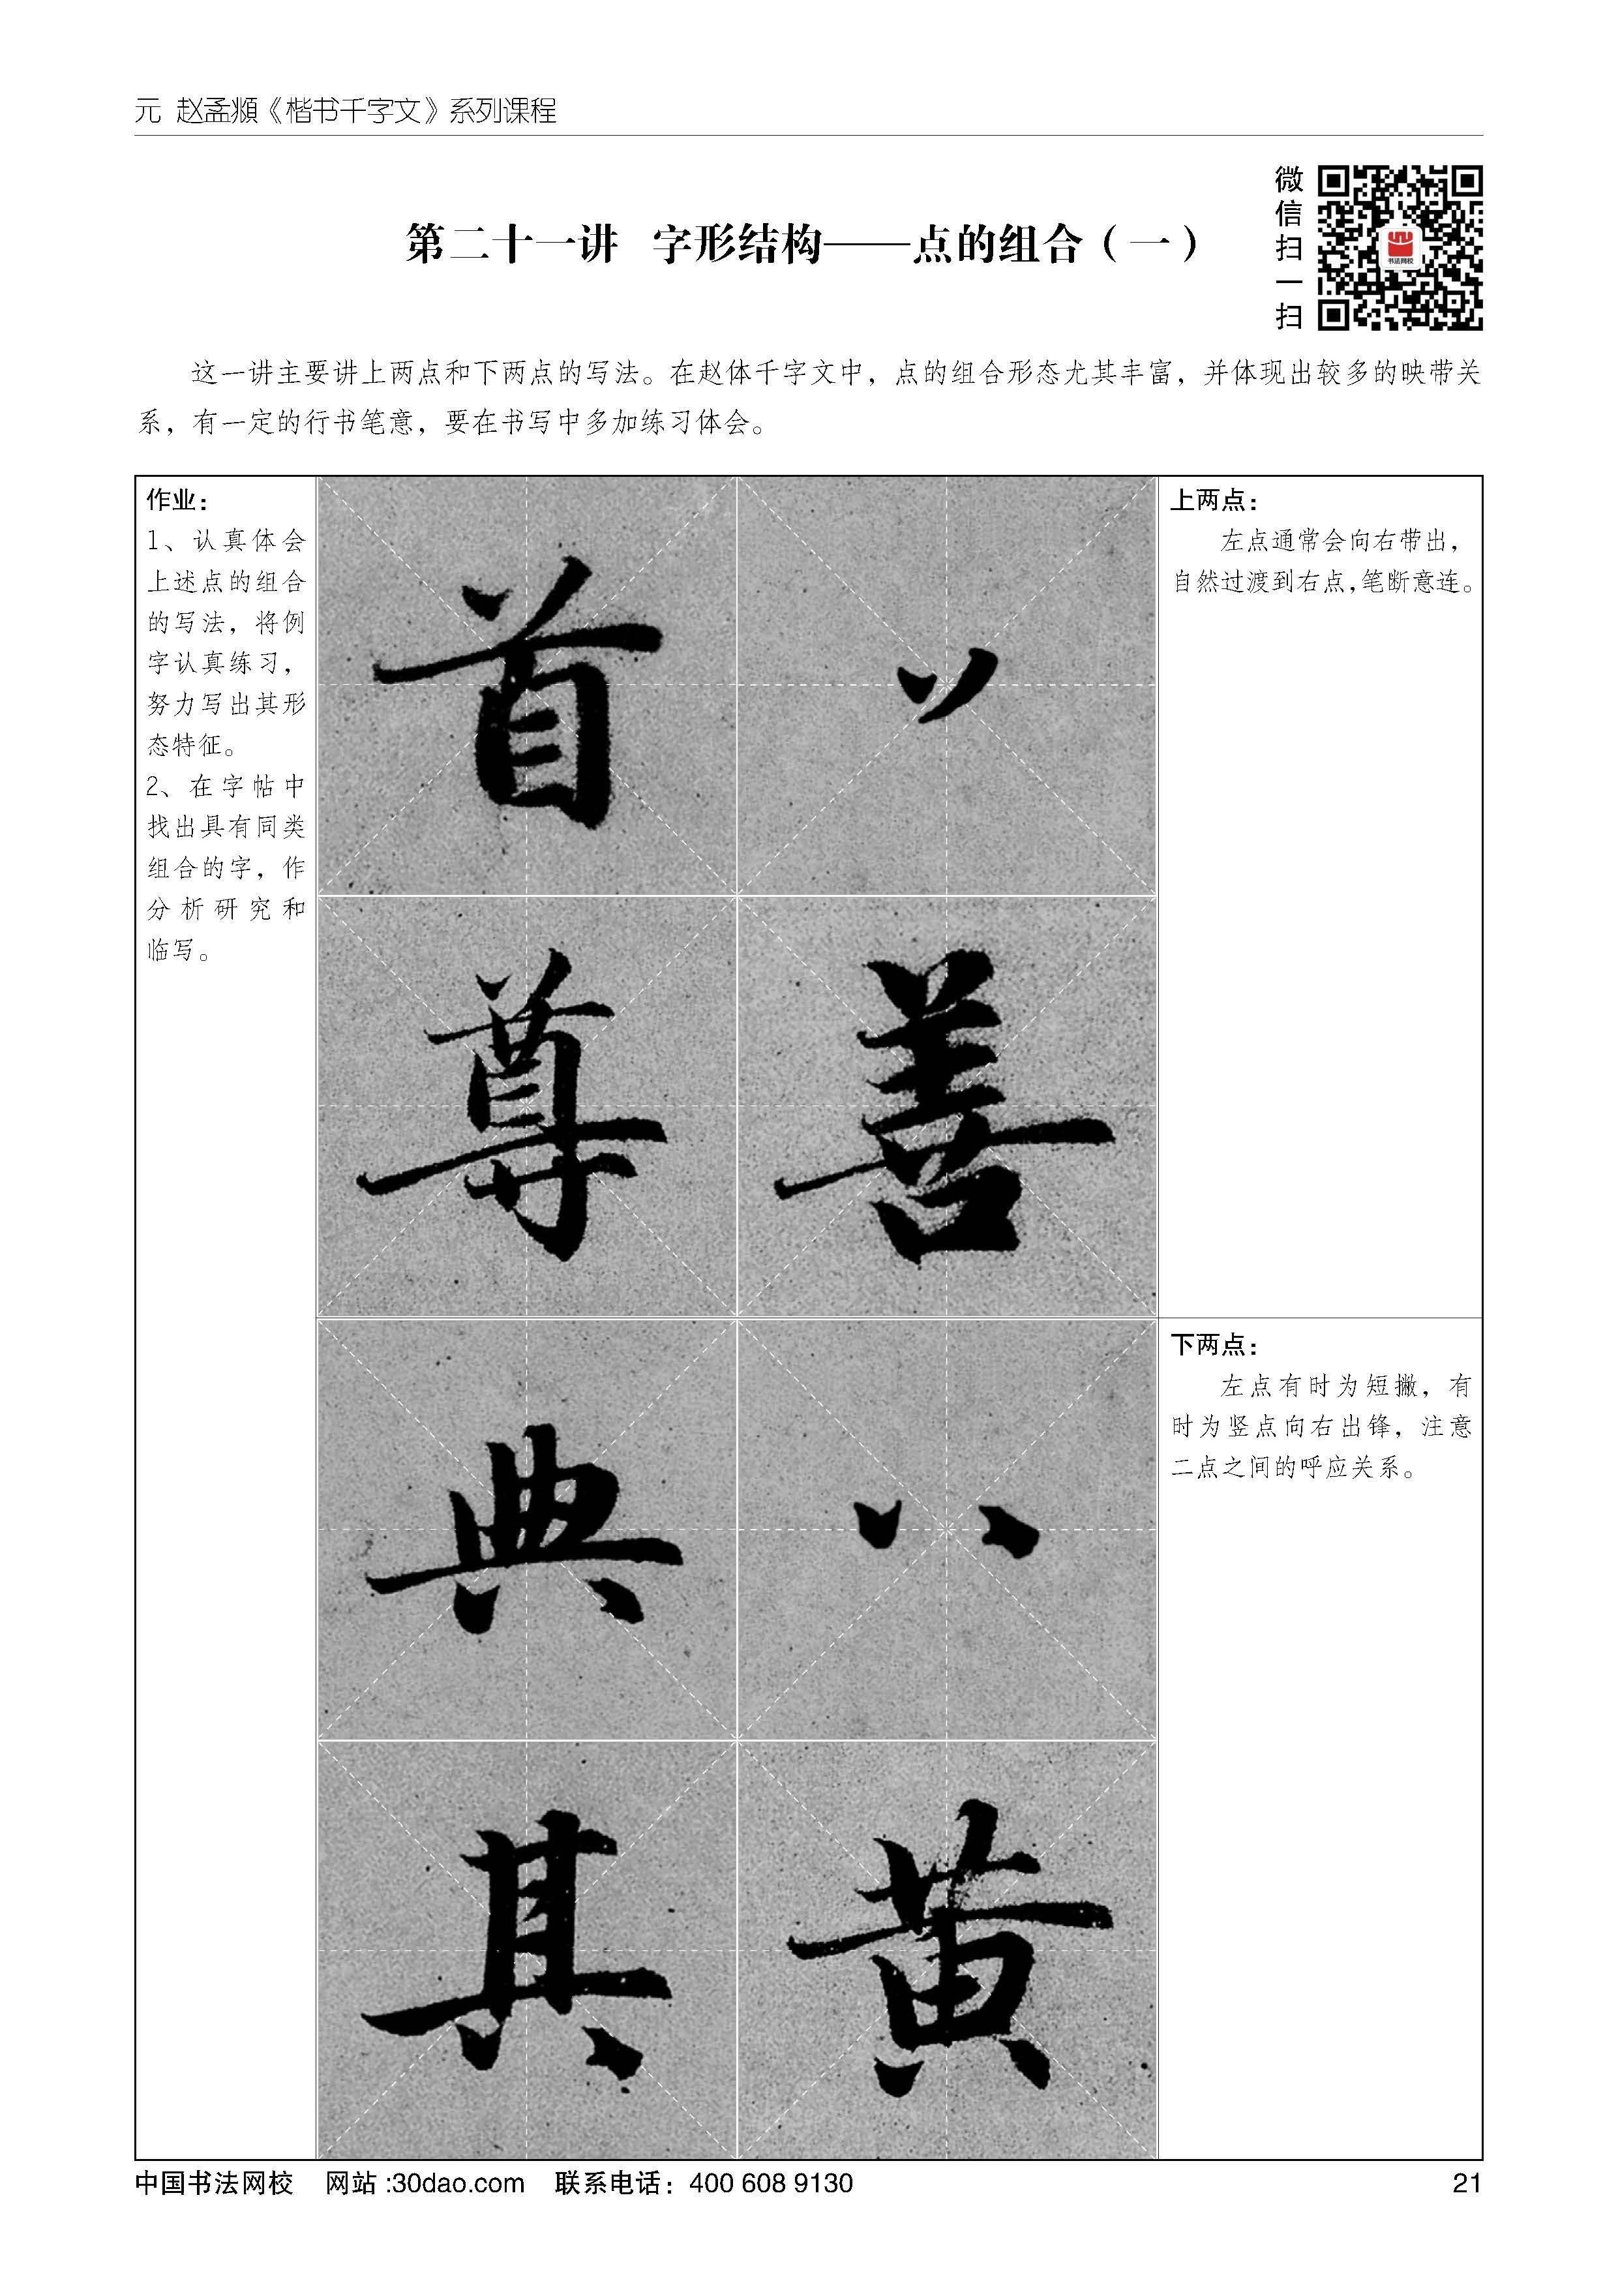 元 赵孟頫《楷书千字文》系列课程
微信扫一扫
书法网校
第二十一讲 字形结构——点的组合（一）
这一讲主要讲上两点和下两点的写法。在赵体千字文中，点的组合形态尤其丰富，并体现出较多的映带关
系，有一定的行书笔意，要在书写中多加练习体会。
作业：
1、认真体会
上述点的组合
的写法，将例
字认真练习，
努力写出其形
态特征。
2、在字帖中
找出具有同类
组合的字，作
分析研究和
临写。
首
尊 善
典
其 黄
上两点：
左点通常会向右带出，
自然过渡到右点，笔断意连。
下两点：
左点有时为短撇，有
时为竖点向右出锋，注意
二点之间的呼应关系。
中国书法网校 网站:30dao.com 联系电话：400 608 9130
21